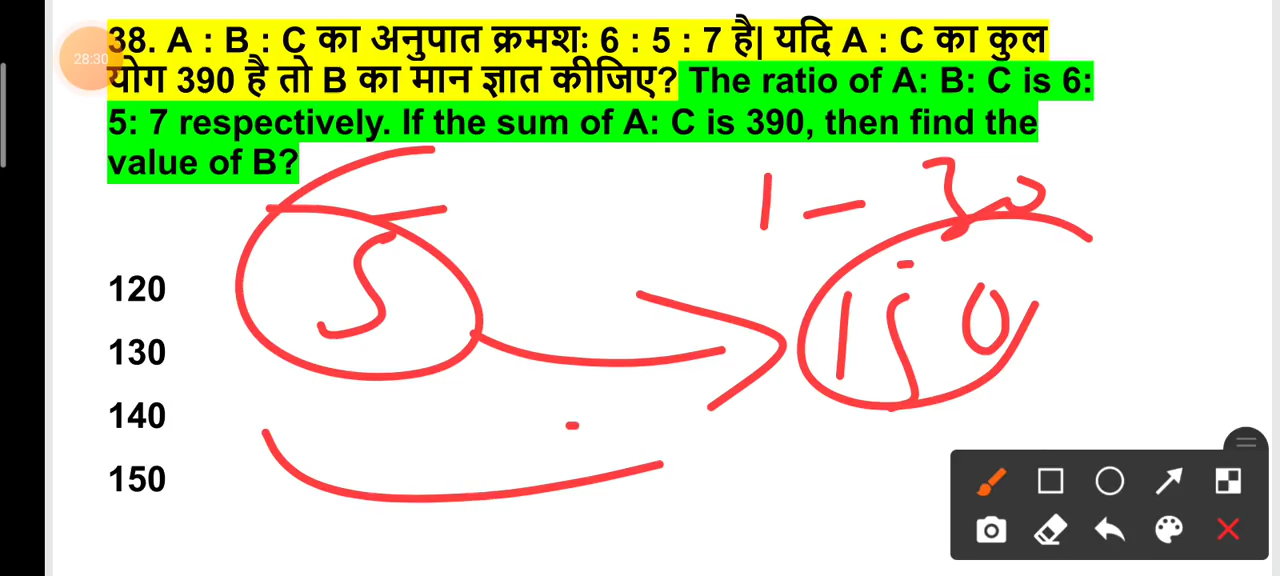 38. A : B : C का अनुपात क्रमशः 6 : 5 : 7 है| यदि A : C का कुल
योग 390 है तो B का मान ज्ञात कीजिए? The ratio of A: B: C is 6:
5: 7 respectively. If the sum of A: C is 390, then find the
value of B?
28:30
1 - 30
5
150
120
130
140
150